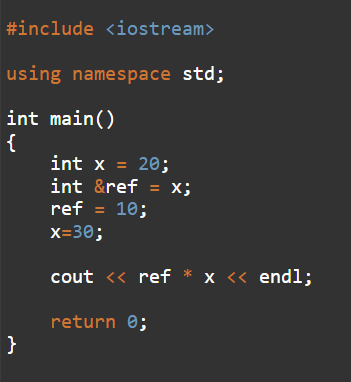 #include <iostream>
using namespace std;
int main()
{
    int x = 20;
    int &ref = x;
    ref = 10;
    x=30;
    cout << ref * x << endl;
    return 0;
}